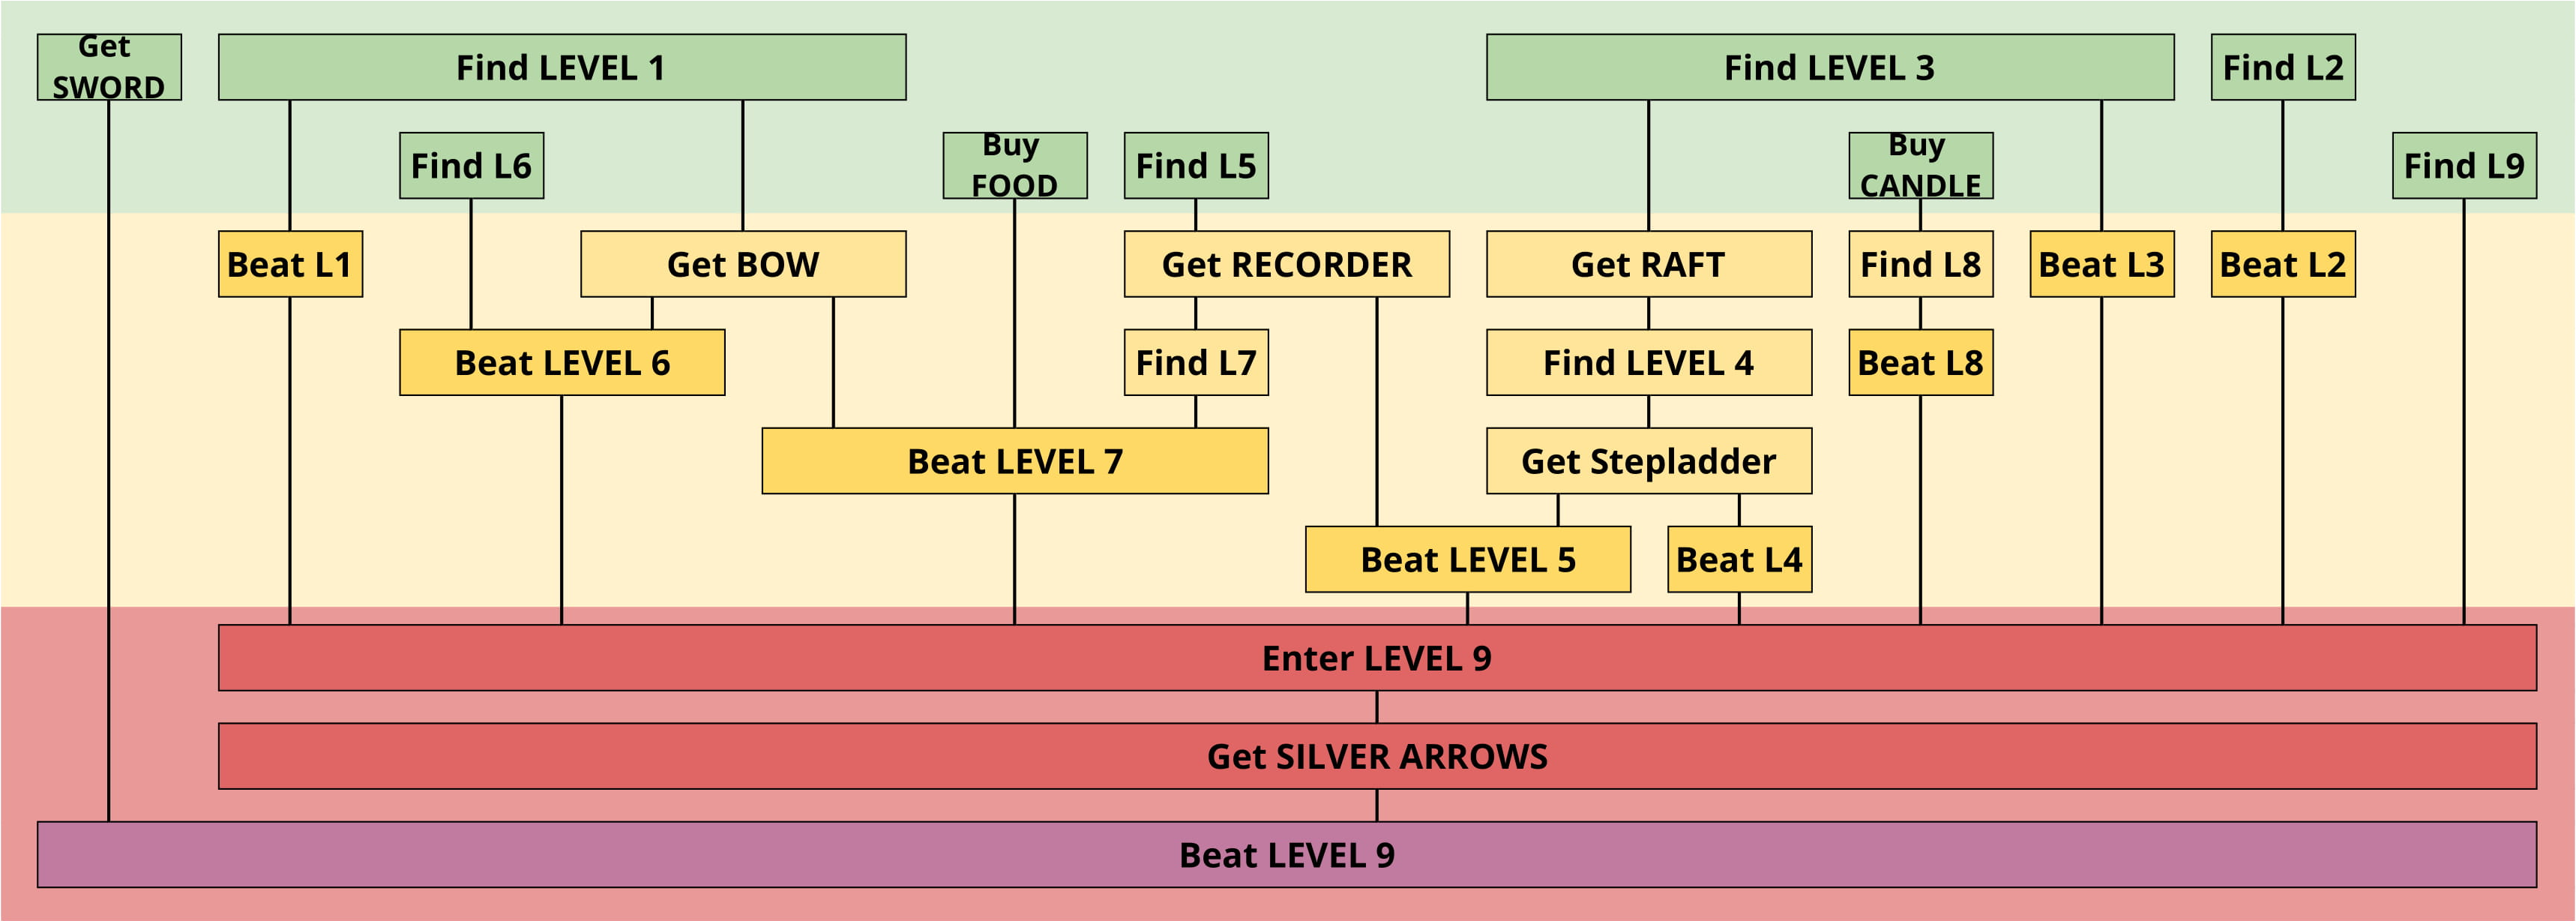 Get
SWORD
Find LEVEL 1
Find LEVEL 3
Find L2
Find L6
Buy
FOOD
Find L5
Buy
CANDLE
Find L9
Beat L1
Get BOW
Get RECORDER
Get RAFT
Find L8
Beat L3
Beat L2
Beat LEVEL 6
Find L7
Find LEVEL 4
Beat L8
Beat LEVEL 7
Get Stepladder
Beat LEVEL 5
Beat L4
Enter LEVEL 9
Get SILVER ARROWS
Beat LEVEL 9